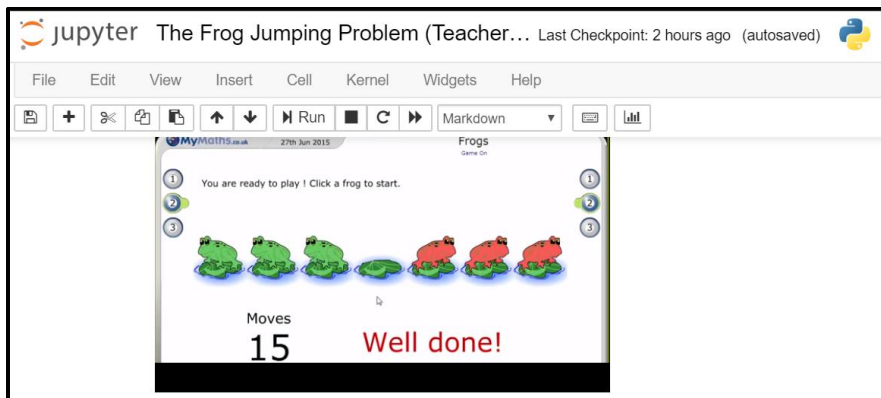 jupyter The Frog Jumping Problem (Teacher... Last Checkpoint: 2 hours ago (autosaved)
File Edit View Insert Cell Kernel Widgets Help
Run Markdown
MyMaths.co.uk 27th Jun 2015 Frogs
Game On
1 You are ready to play ! Click a frog to start. 1
2 2
3 3
Moves
15 Well done!